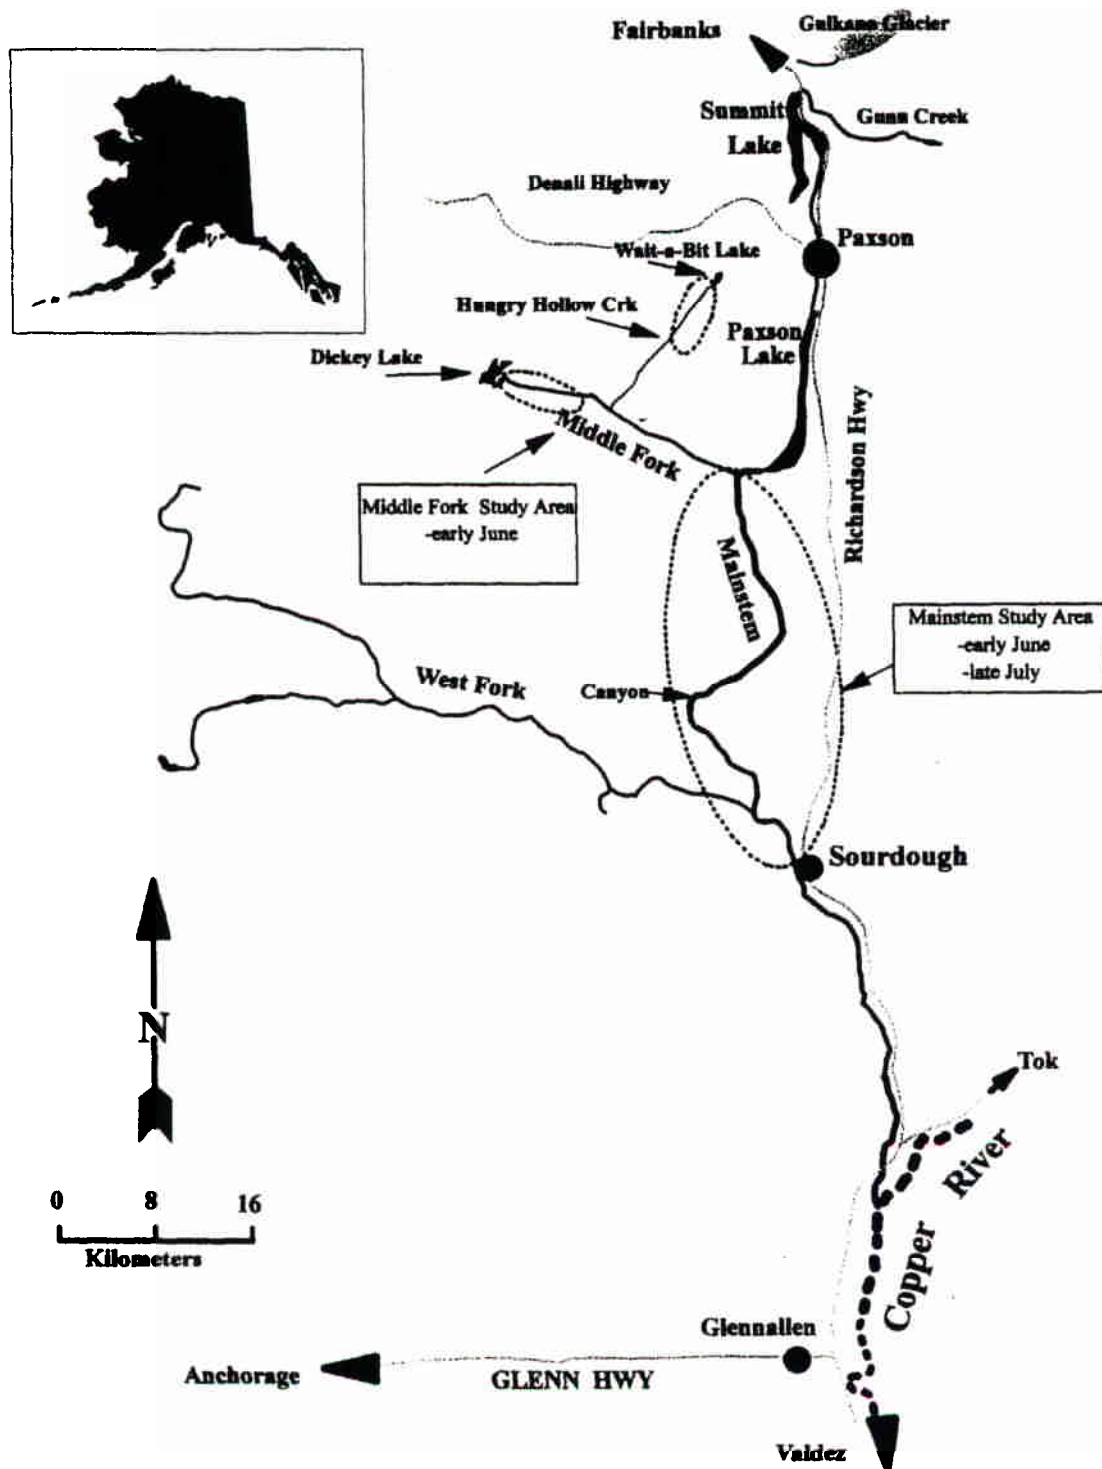 Fairbanks
Gulkana Glacier
Summit
Lake
Gunn Creek
Denali Highway
Paxson
Wait-a-Bit Lake
Hungry Hollow Crk
Paxson
Lake
Dickey Lake
Middle Fork
Richardson Hwy
Middle Fork Study Area
-early June
Mainstem
Mainstem Study Area
-early June
-late July
West Fork
Canyon
Sourdough
N
Tok
Copper River
0 8 16
Kilometers
Glennallen
Anchorage
GLENN HWY
Valdez